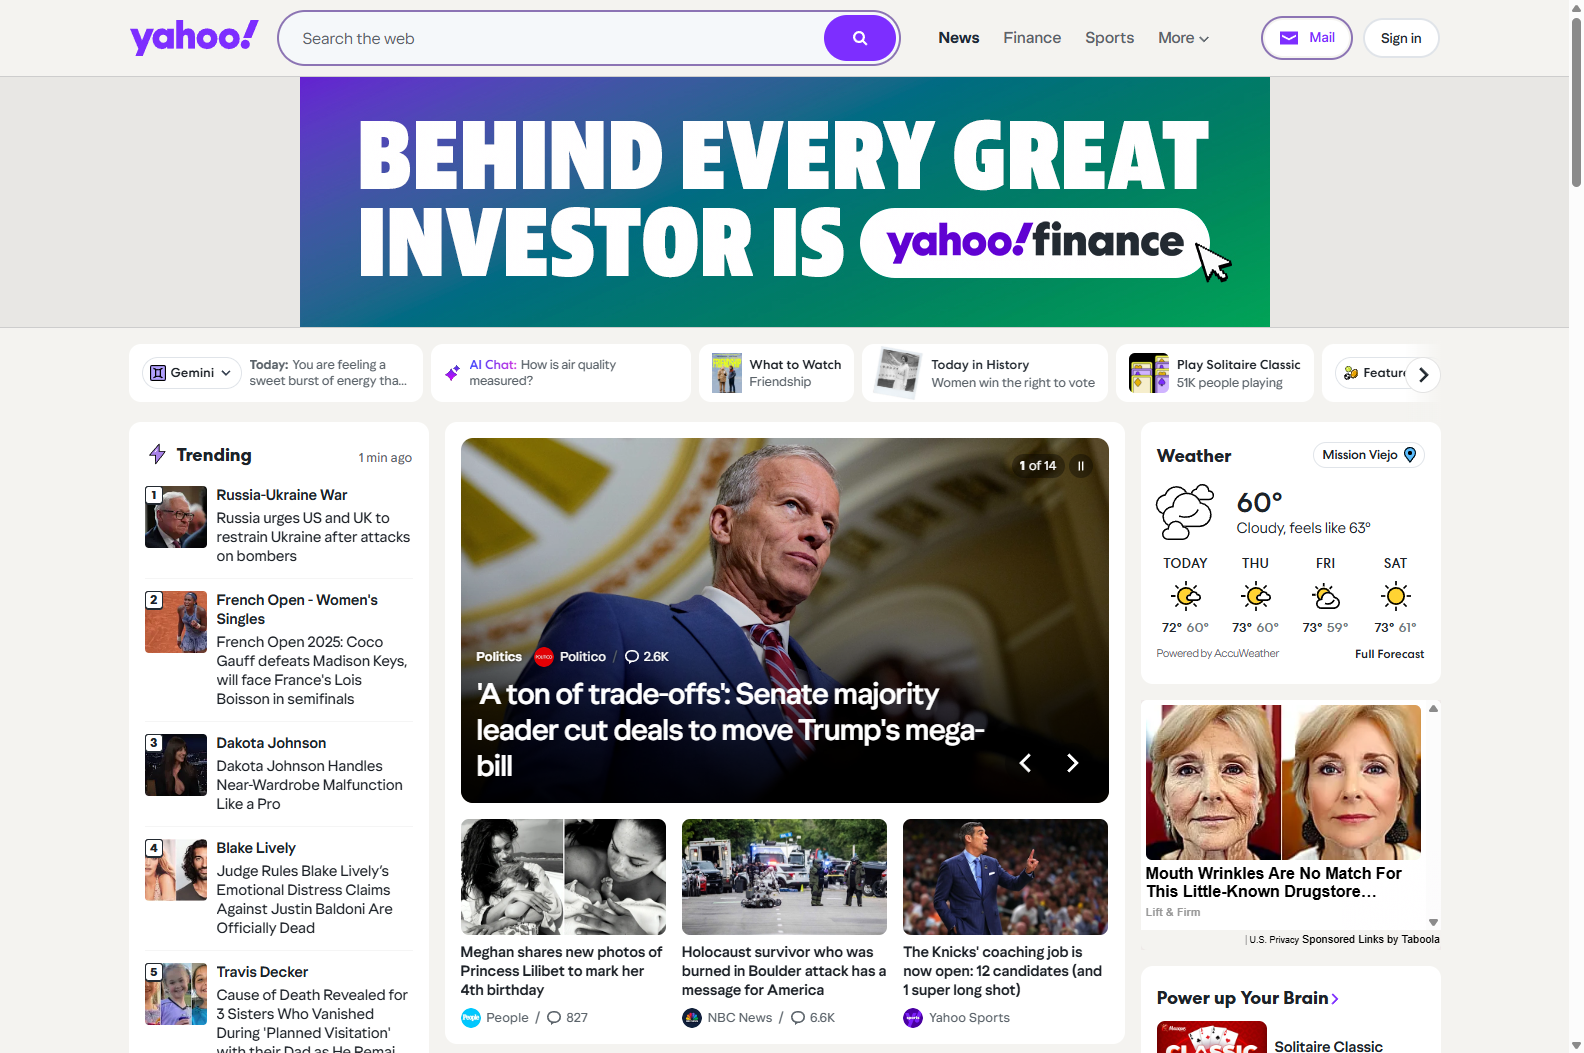 yahoo!
Search the web
News
Finance
Sports
More
Mail
Sign in
BEHIND EVERY GREAT
INVESTOR IS yahoo!finance
Gemini
Today: You are feeling a
sweet burst of energy tha...
AI Chat: How is air quality
measured?
What to Watch
Friendship
Today in History
Women win the right to vote
Play Solitaire Classic
51K people playing
Trending
1 min ago
1
Russia-Ukraine War
Russia urges US and UK to
restrain Ukraine after attacks
on bombers
2
French Open - Women's
Singles
French Open 2025: Coco
Gauff defeats Madison Keys,
will face France's Lois
Boisson in semifinals
3
Dakota Johnson
Dakota Johnson Handles
Near-Wardrobe Malfunction
Like a Pro
4
Blake Lively
Judge Rules Blake Lively's
Emotional Distress Claims
Against Justin Baldoni Are
Officially Dead
5
Travis Decker
Cause of Death Revealed for
3 Sisters Who Vanished
During 'Planned Visitation'
with their Dad as He Remai
1 of 14
Politics
POLITICO
Politico / 2.6K
'A ton of trade-offs': Senate majority
leader cut deals to move Trump's mega-
bill
Meghan shares new photos of
Princess Lilibet to mark her
4th birthday
People
People / 827
Holocaust survivor who was
burned in Boulder attack has a
message for America
NBC News / 6.6K
The Knicks' coaching job is
now open: 12 candidates (and
1 super long shot)
Yahoo Sports
Weather
Mission Viejo
60°
Cloudy, feels like 63°
TODAY THU FRI SAT
72° 60° 73° 60° 73° 59° 73° 61°
Powered by AccuWeather
Full Forecast
Mouth Wrinkles Are No Match For
This Little-Known Drugstore...
Lift & Firm
| U.S. Privacy Sponsored Links by Taboola
Power up Your Brain
CLASSIC
Solitaire Classic